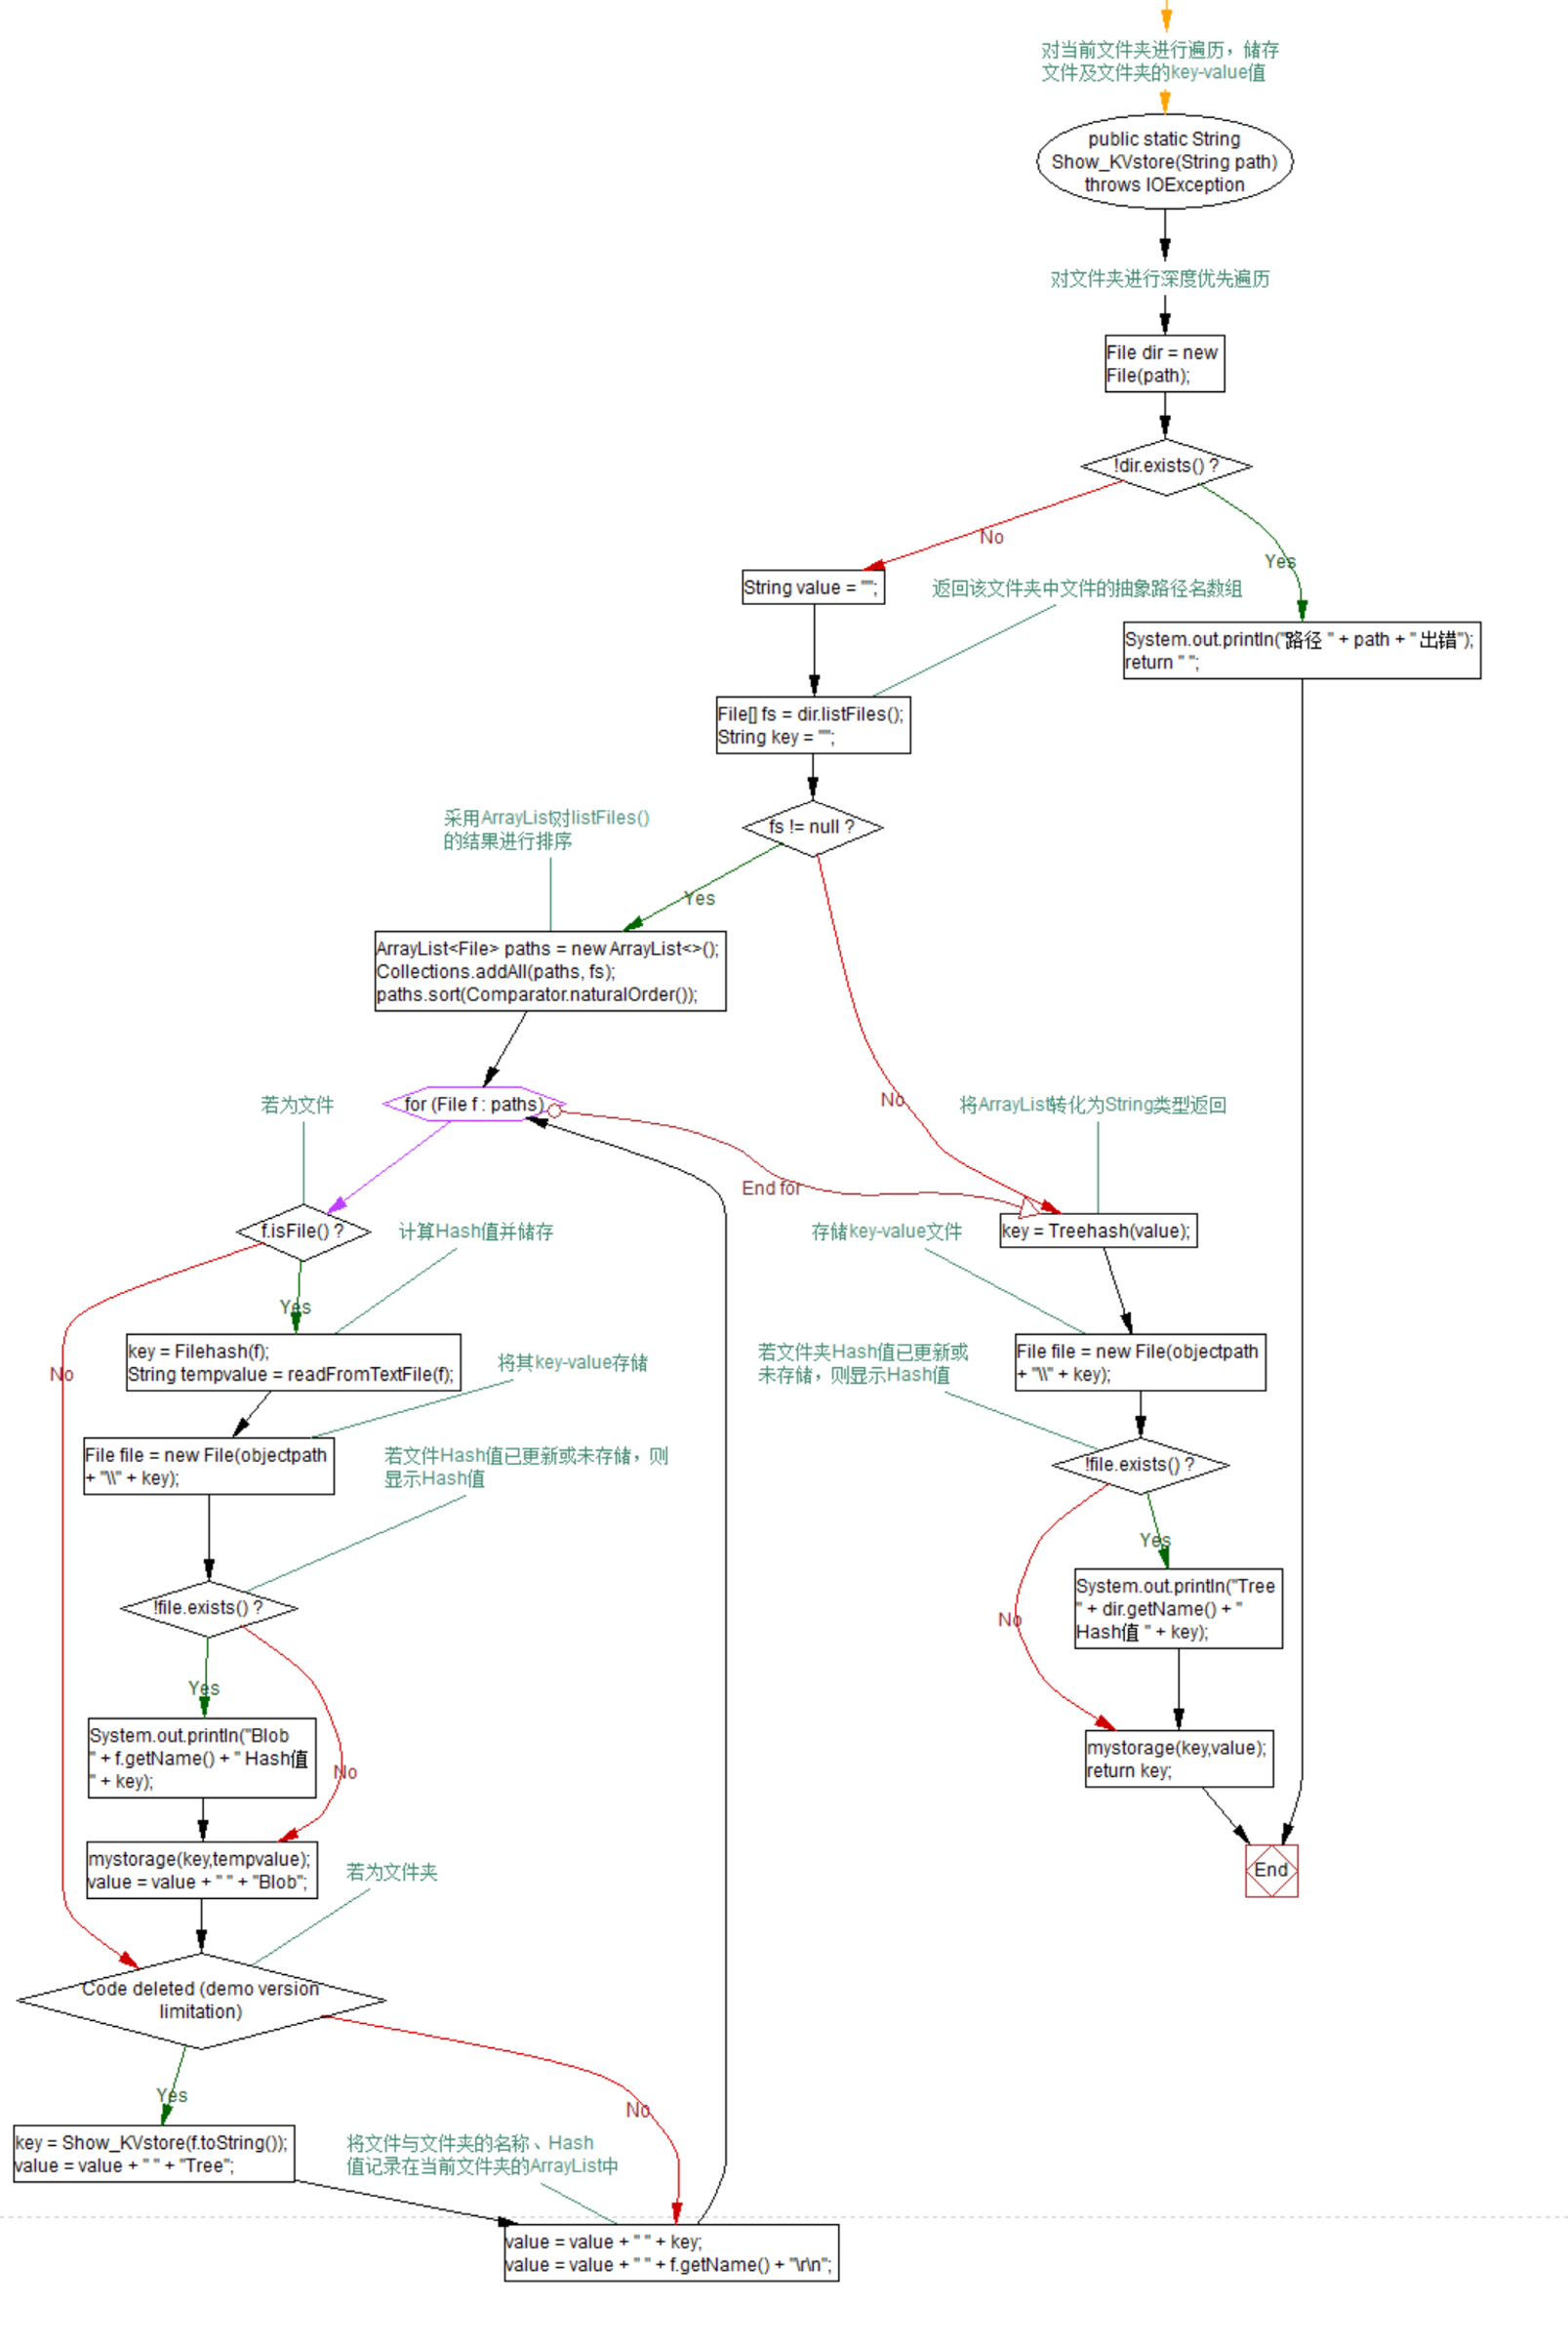 对当前文件夹进行遍历，储存
文件及文件夹的key-value值
public static String
Show_KVstore(String path)
throws IOException
对文件夹进行深度优先遍历
File dir = new
File(path);
!dir.exists() ?
No
Yes
String value = "";
返回该文件夹中文件的抽象路径名数组
System.out.println("路径 " + path + " 出错");
return " ";
File[] fs = dir.listFiles();
String key = "";
fs != null ?
采用ArrayList对listFiles()
的结果进行排序
Yes
ArrayList<File> paths = new ArrayList<>();
Collections.addAll(paths, fs);
paths.sort(Comparator.naturalOrder());
No
for (File f : paths)
若为文件
将ArrayList转化为String类型返回
End for
f.isFile() ?
计算Hash值并储存
存储key-value文件
key = Treehash(value);
Yes
No
key = Filehash(f);
String tempvalue = readFromTextFile(f);
将其key-value存储
若文件夹Hash值已更新或
未存储，则显示Hash值
File file = new File(objectpath
+ "\\" + key);
File file = new File(objectpath
+ "\\" + key);
若文件Hash值已更新或未存储，则
显示Hash值
!file.exists() ?
Yes
No
System.out.println("Tree
" + dir.getName() + "
Hash值 " + key);
!file.exists() ?
Yes
No
System.out.println("Blob
" + f.getName() + " Hash值
" + key);
mystorage(key,value);
return key;
mystorage(key,tempvalue);
value = value + " " + "Blob";
若为文件夹
End
Code deleted (demo version
limitation)
Yes
No
key = Show_KVstore(f.toString());
value = value + " " + "Tree";
将文件与文件夹的名称、Hash
值记录在当前文件夹的ArrayList中
value = value + " " + key;
value = value + " " + f.getName() + "\r\n";